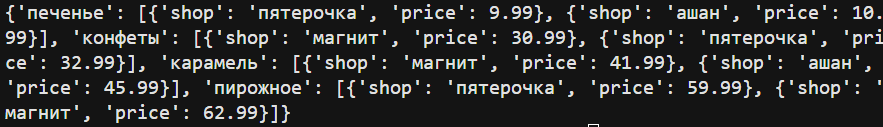 {'печенье': [{'shop': 'пятерочка', 'price': 9.99}, {'shop': 'ашан', 'price': 10.
99}], 'конфеты': [{'shop': 'магнит', 'price': 30.99}, {'shop': 'пятерочка', 'pri
ce': 32.99}], 'карамель': [{'shop': 'магнит', 'price': 41.99}, {'shop': 'ашан',
'price': 45.99}], 'пирожное': [{'shop': 'пятерочка', 'price': 59.99}, {'shop': '
магнит', 'price': 62.99}]}